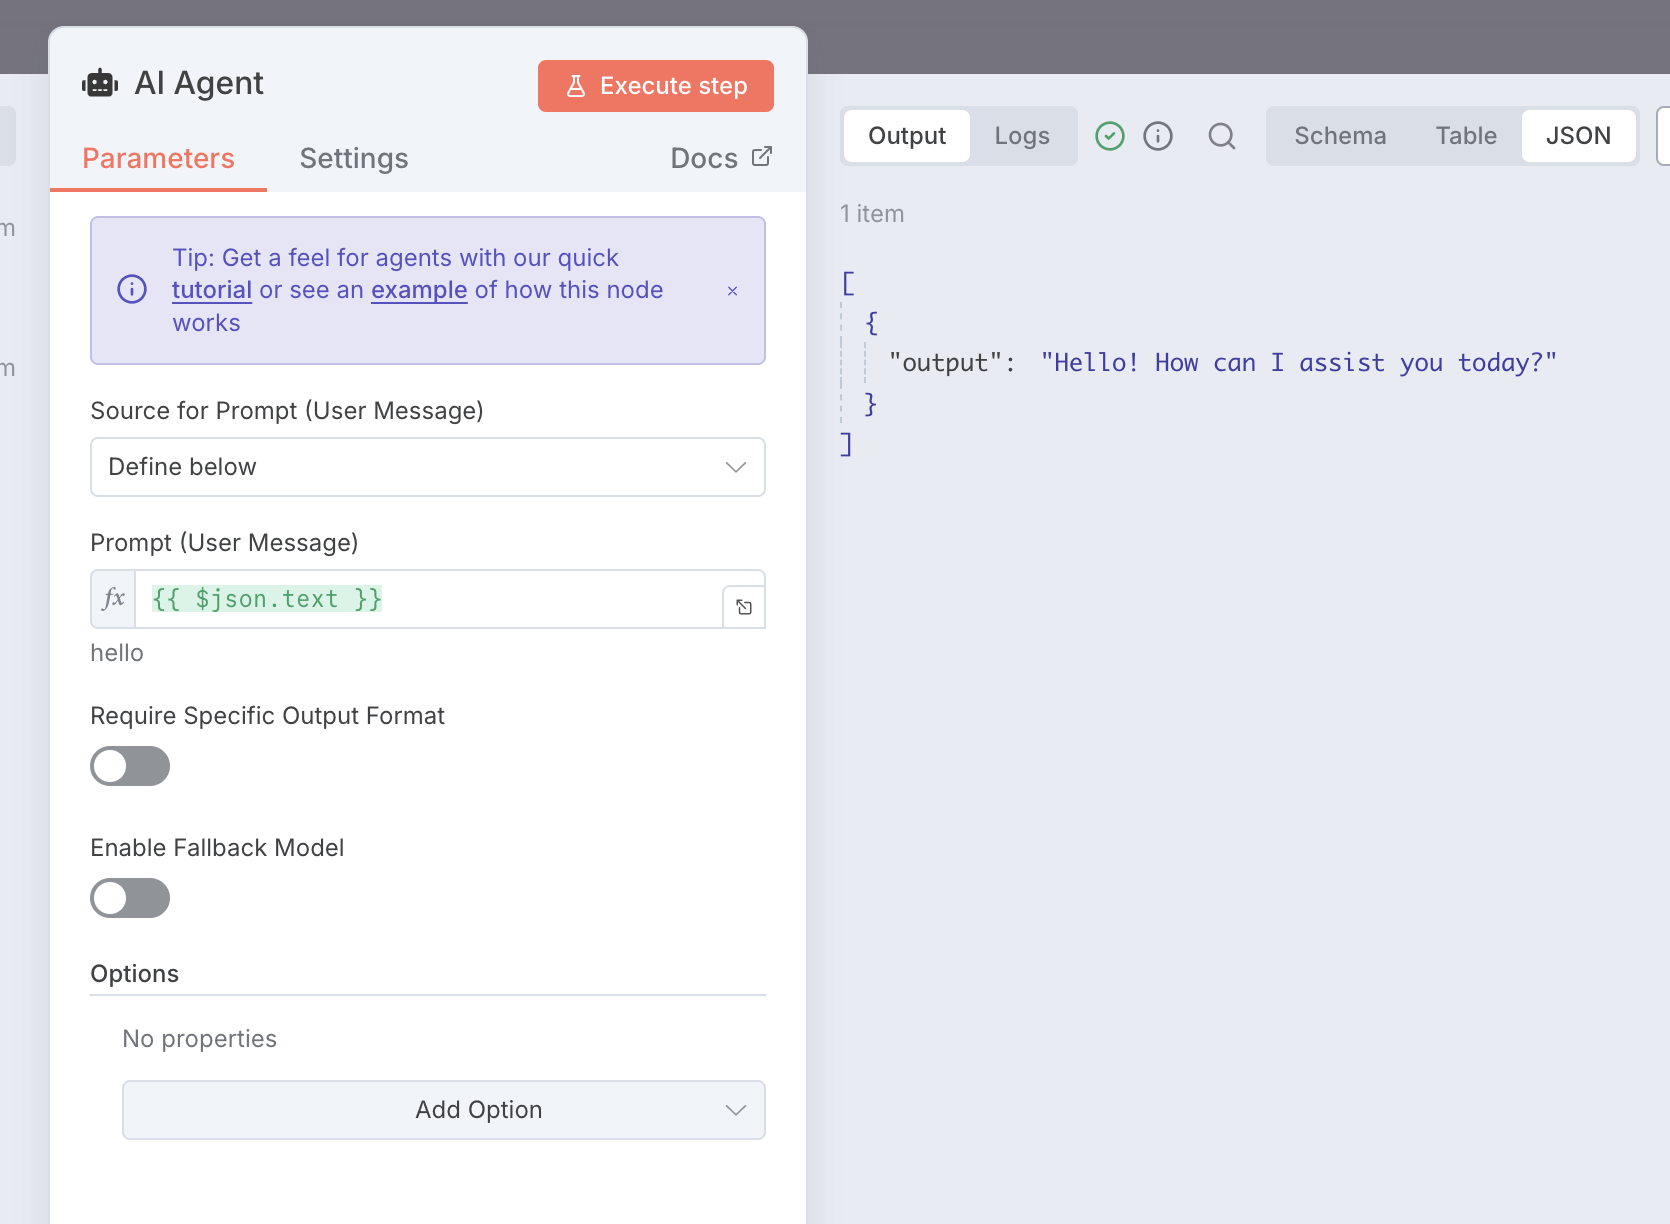 AI Agent
Execute step
Parameters
Settings
Docs
Tip: Get a feel for agents with our quick
tutorial or see an example of how this node
works
Source for Prompt (User Message)
Define below
Prompt (User Message)
fx
{{ $json.text }}
hello
Require Specific Output Format
Enable Fallback Model
Options
No properties
Add Option
Output
Logs
Schema
Table
JSON
1 item
[
{
"output": "Hello! How can I assist you today?"
}
]